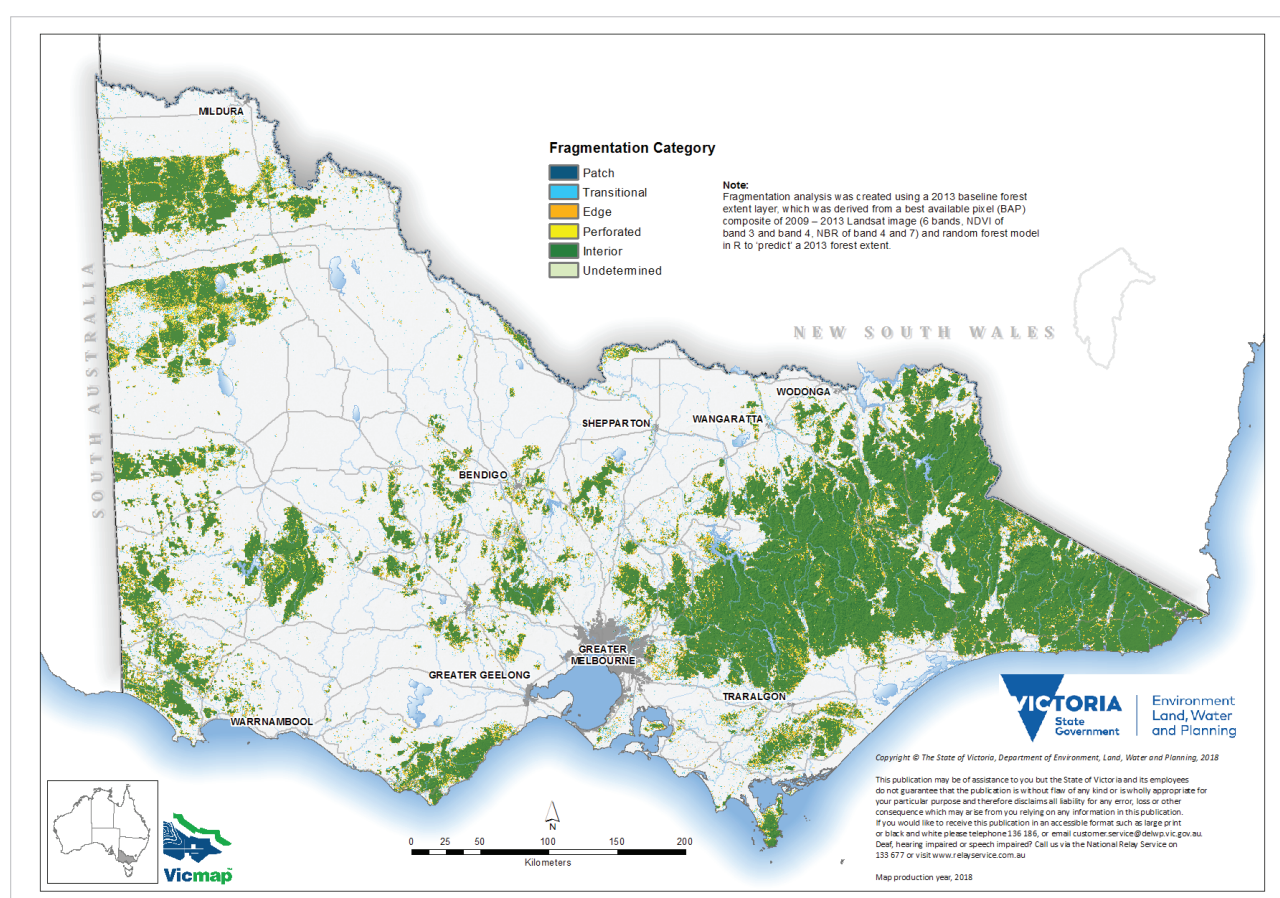 MILDURA
Fragmentation Category
Patch
Transitional
Edge
Perforated
Interior
Undetermined
Note:
Fragmentation analysis was created using a 2013 baseline forest
extent layer, which was derived from a best available pixel (BAP)
composite of 2009 – 2013 Landsat image (6 bands, NDVI of
band 3 and band 4, NBR of band 4 and 7) and random forest model
in R to 'predict' a 2013 forest extent.
SOUTH AUSTRALIA
NEW SOUTH WALES
WODONGA
SHEPPARTON
WANGARATTA
BENDIGO
GREATER
MELBOURNE
GREATER GEELONG
TRARALGON
WARRNAMBOOL
VICTORIA
State
Government
Environment
Land, Water
and Planning
Copyright © The State of Victoria, Department of Environment, Land, Water and Planning, 2018
This publication may be of assistance to you but the State of Victoria and its employees
do not guarantee that the publication is without flaw of any kind or is wholly appropriate for
your particular purpose and therefore disclaims all liability for any error, loss or other
consequence which may arise from you relying on any information in this publication.
If you would like to receive this publication in an accessible format such as large print
or black and white please telephone 136 186, or email customer.service@delwp.vic.gov.au.
Deaf, hearing impaired or speech impaired? Call us via the National Relay Service on
133 677 or visit www.relayservice.com.au
Map production year, 2018
N
0 25 50 100 150 200
Kilometers
Vicmap™